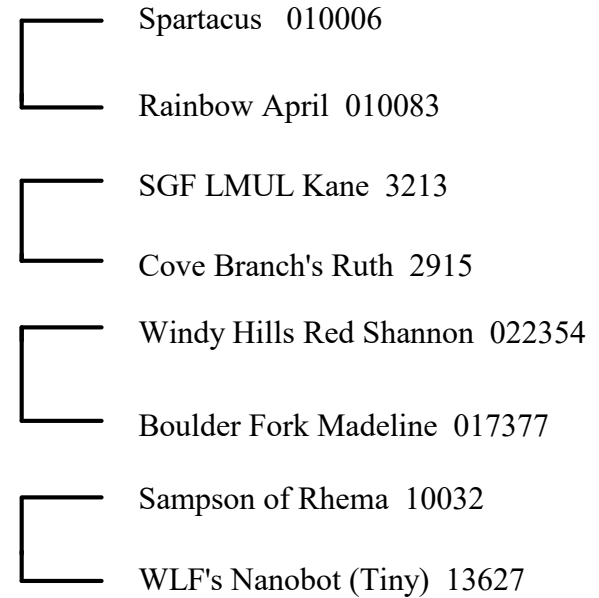 Spartacus 010006
Rainbow April 010083
SGF LMUL Kane 3213
Cove Branch's Ruth 2915
Windy Hills Red Shannon 022354
Boulder Fork Madeline 017377
Sampson of Rhema 10032
WLF's Nanobot (Tiny) 13627